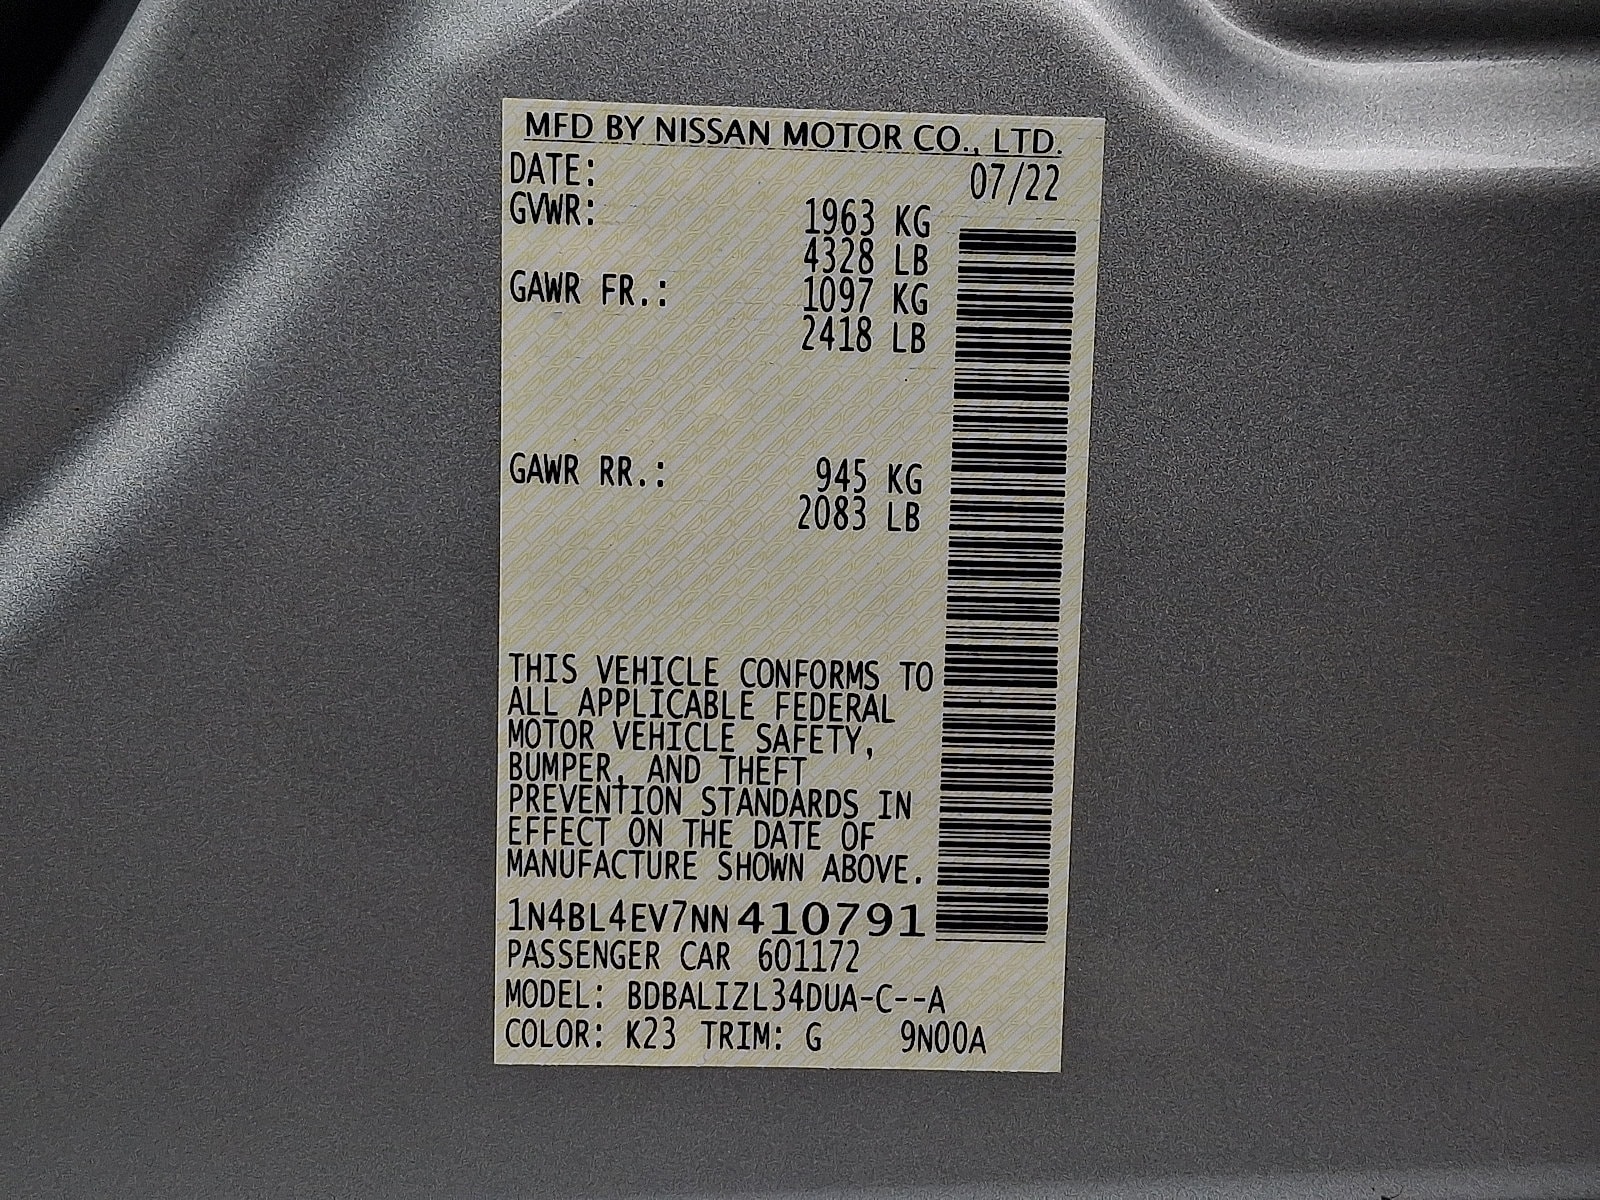 MFD BY NISSAN MOTOR CO., LTD.
DATE: 07/22
GVWR: 1963 KG
4328 LB
GAWR FR.: 1097 KG
2418 LB
GAWR RR.: 945 KG
2083 LB
THIS VEHICLE CONFORMS TO
ALL APPLICABLE FEDERAL
MOTOR VEHICLE SAFETY,
BUMPER, AND THEFT
PREVENTION STANDARDS IN
EFFECT ON THE DATE OF
MANUFACTURE SHOWN ABOVE.
1N4BL4EV7NN410791
PASSENGER CAR 601172
MODEL: BDBALIZL34DUA-C--A
COLOR: K23 TRIM: G 9N00A